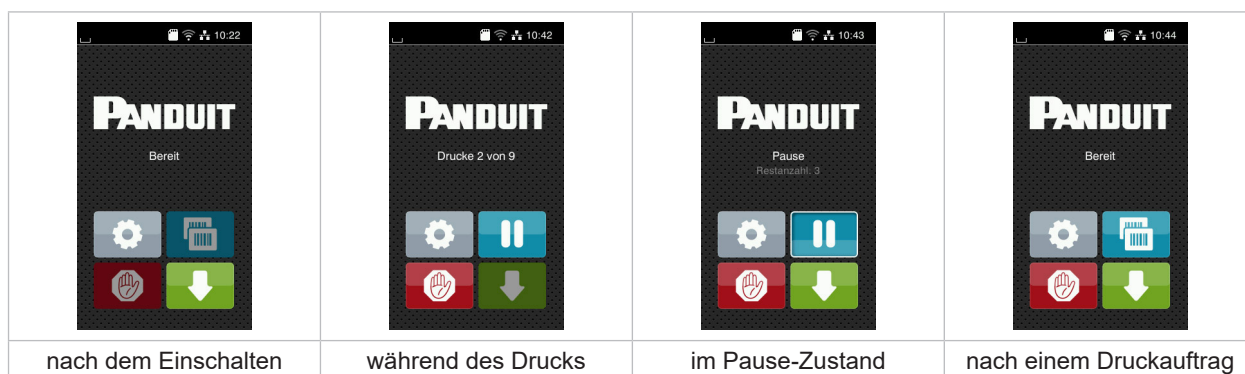 10:22
PANDUIT
Bereit
nach dem Einschalten
10:42
PANDUIT
Drucke 2 von 9
während des Drucks
10:43
PANDUIT
Pause
Restanzahl: 3
im Pause-Zustand
10:44
PANDUIT
Bereit
nach einem Druckauftrag